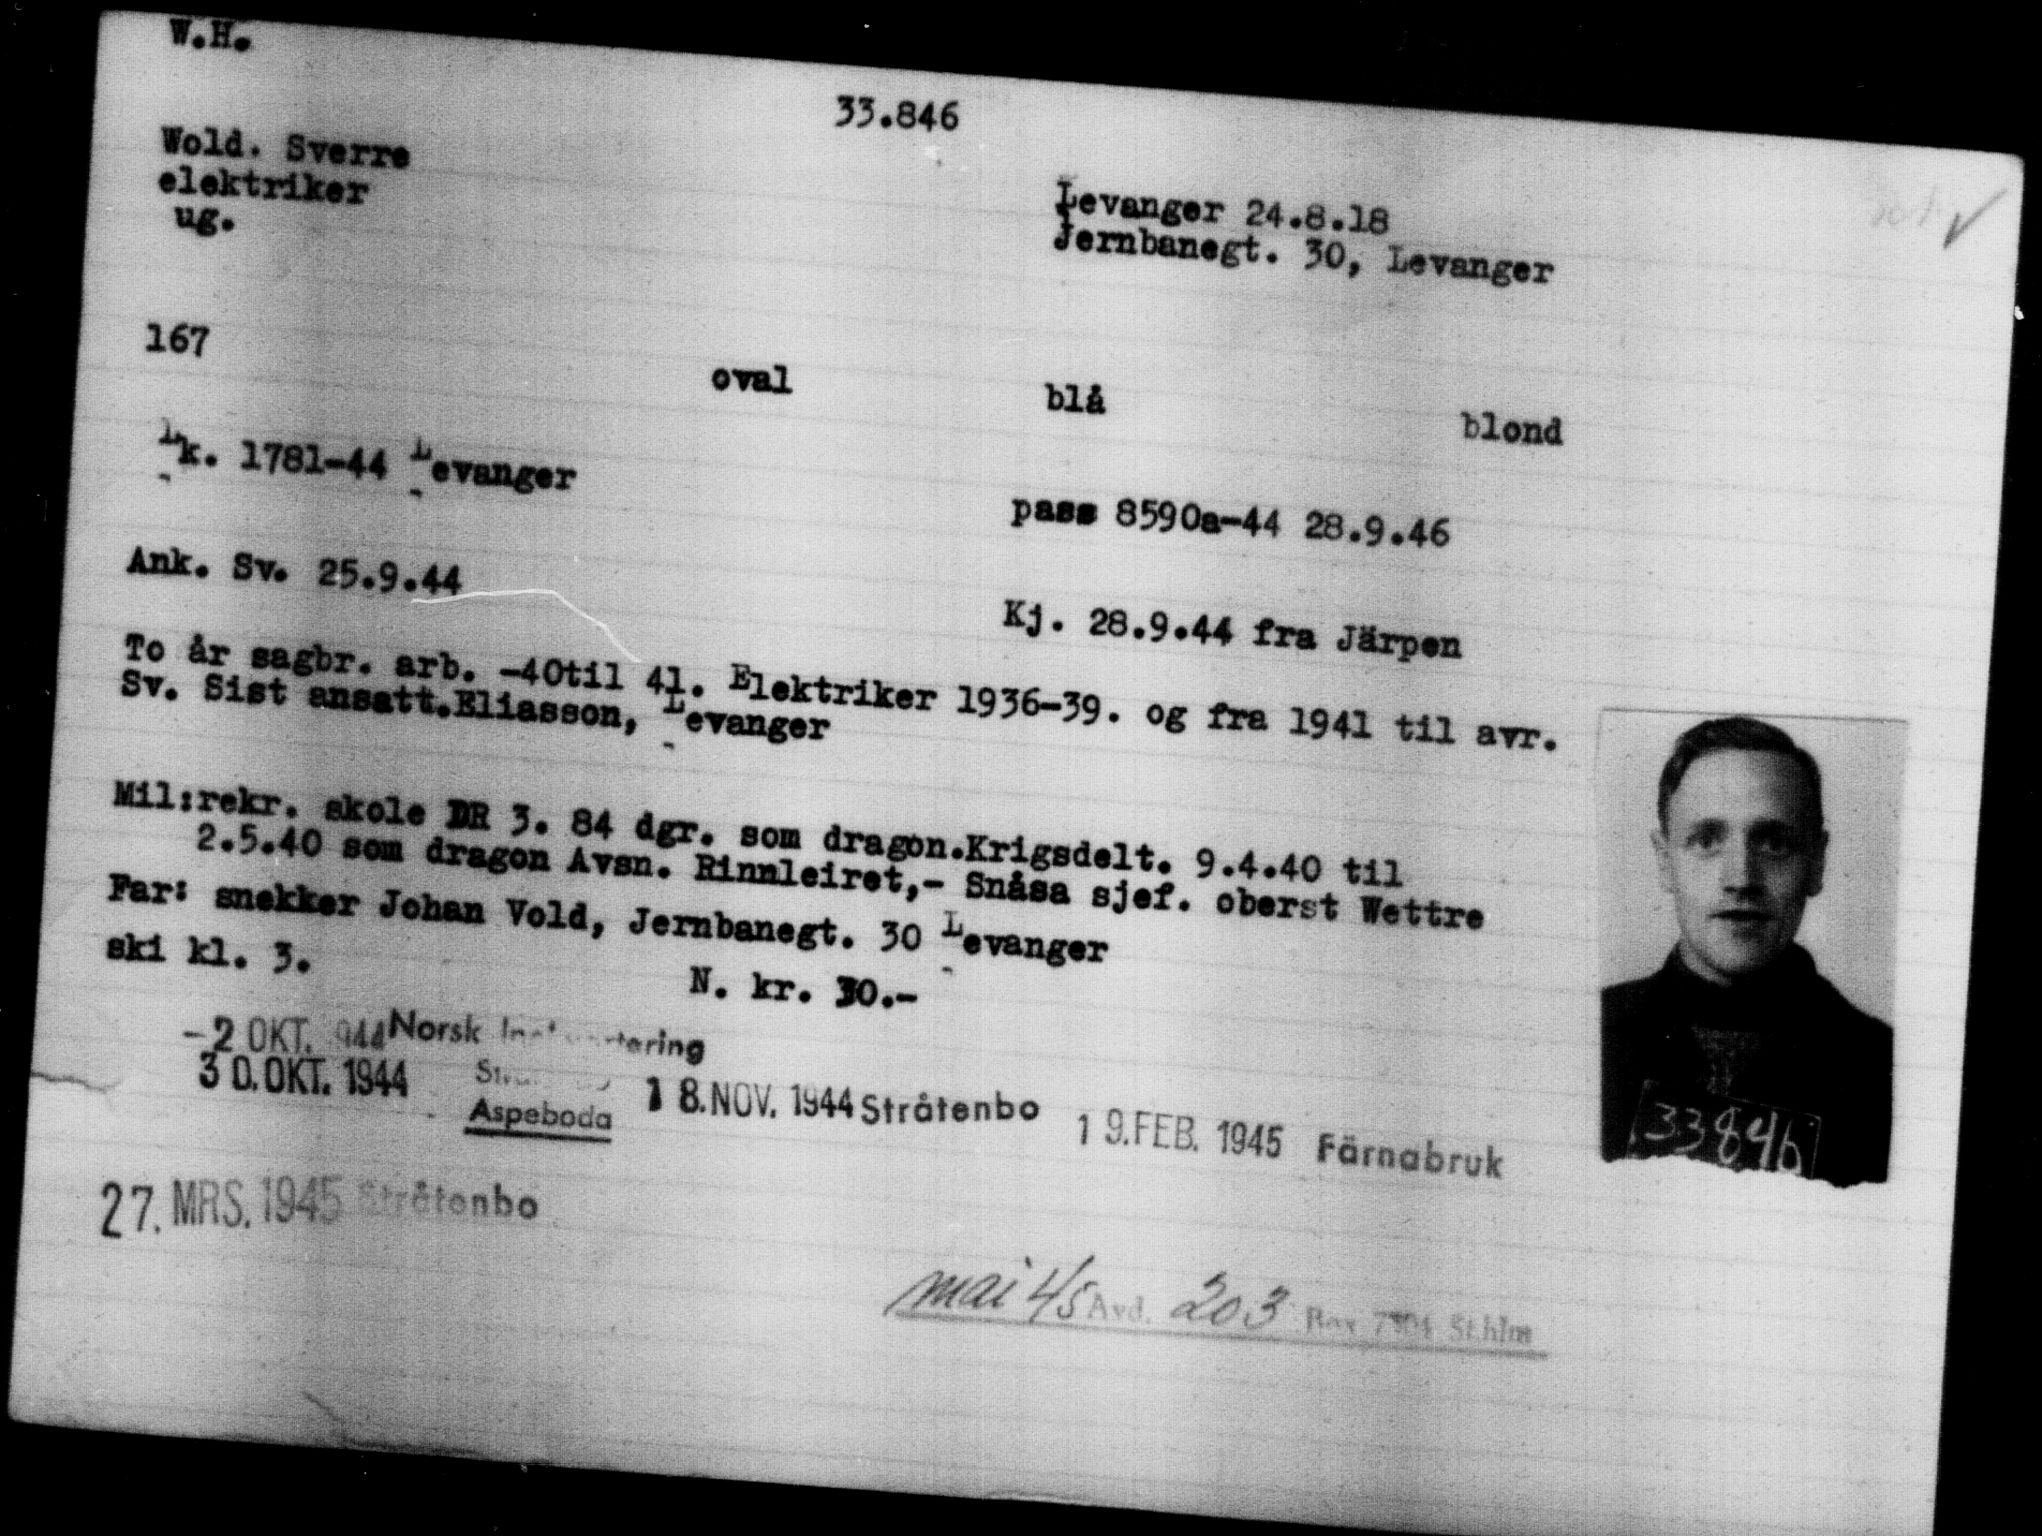 W.H.
33.846
Wold. Sverre
elektriker
ug.
Levanger 24.8.18
Jernbanegt. 30, Levanger
167 oval blå blond
Lk. 1781-44 Levanger
pass 8590a-44 28.9.46
Ank. Sv. 25.9.44
Kj. 28.9.44 fra Järpen
To år sagbr. arb. -40til 41. Elektriker 1936-39. og fra 1941 til avr.
Sv. Sist ansatt.Eliasson, Levanger
Mil:rekr. skole DR 3. 84 dgr. som dragon.Krigsdelt. 9.4.40 til
2.5.40 som dragon Avsn. Rinnleiret,- Snåsa sjef. oberst Wettre
Far: snekker Johan Vold, Jernbanegt. 30 Levanger
ski kl. 3.
N. kr. 30.-
-2 OKT. 1944 Norsk
30.OKT. 1944
Aspeboda
18.NOV. 1944 Stråtenbo
19.FEB. 1945 Färnabruk
27. MRS. 1945 Stråtenbo
mai 45 Avd. 203 Box 7304 St.hlm
33846